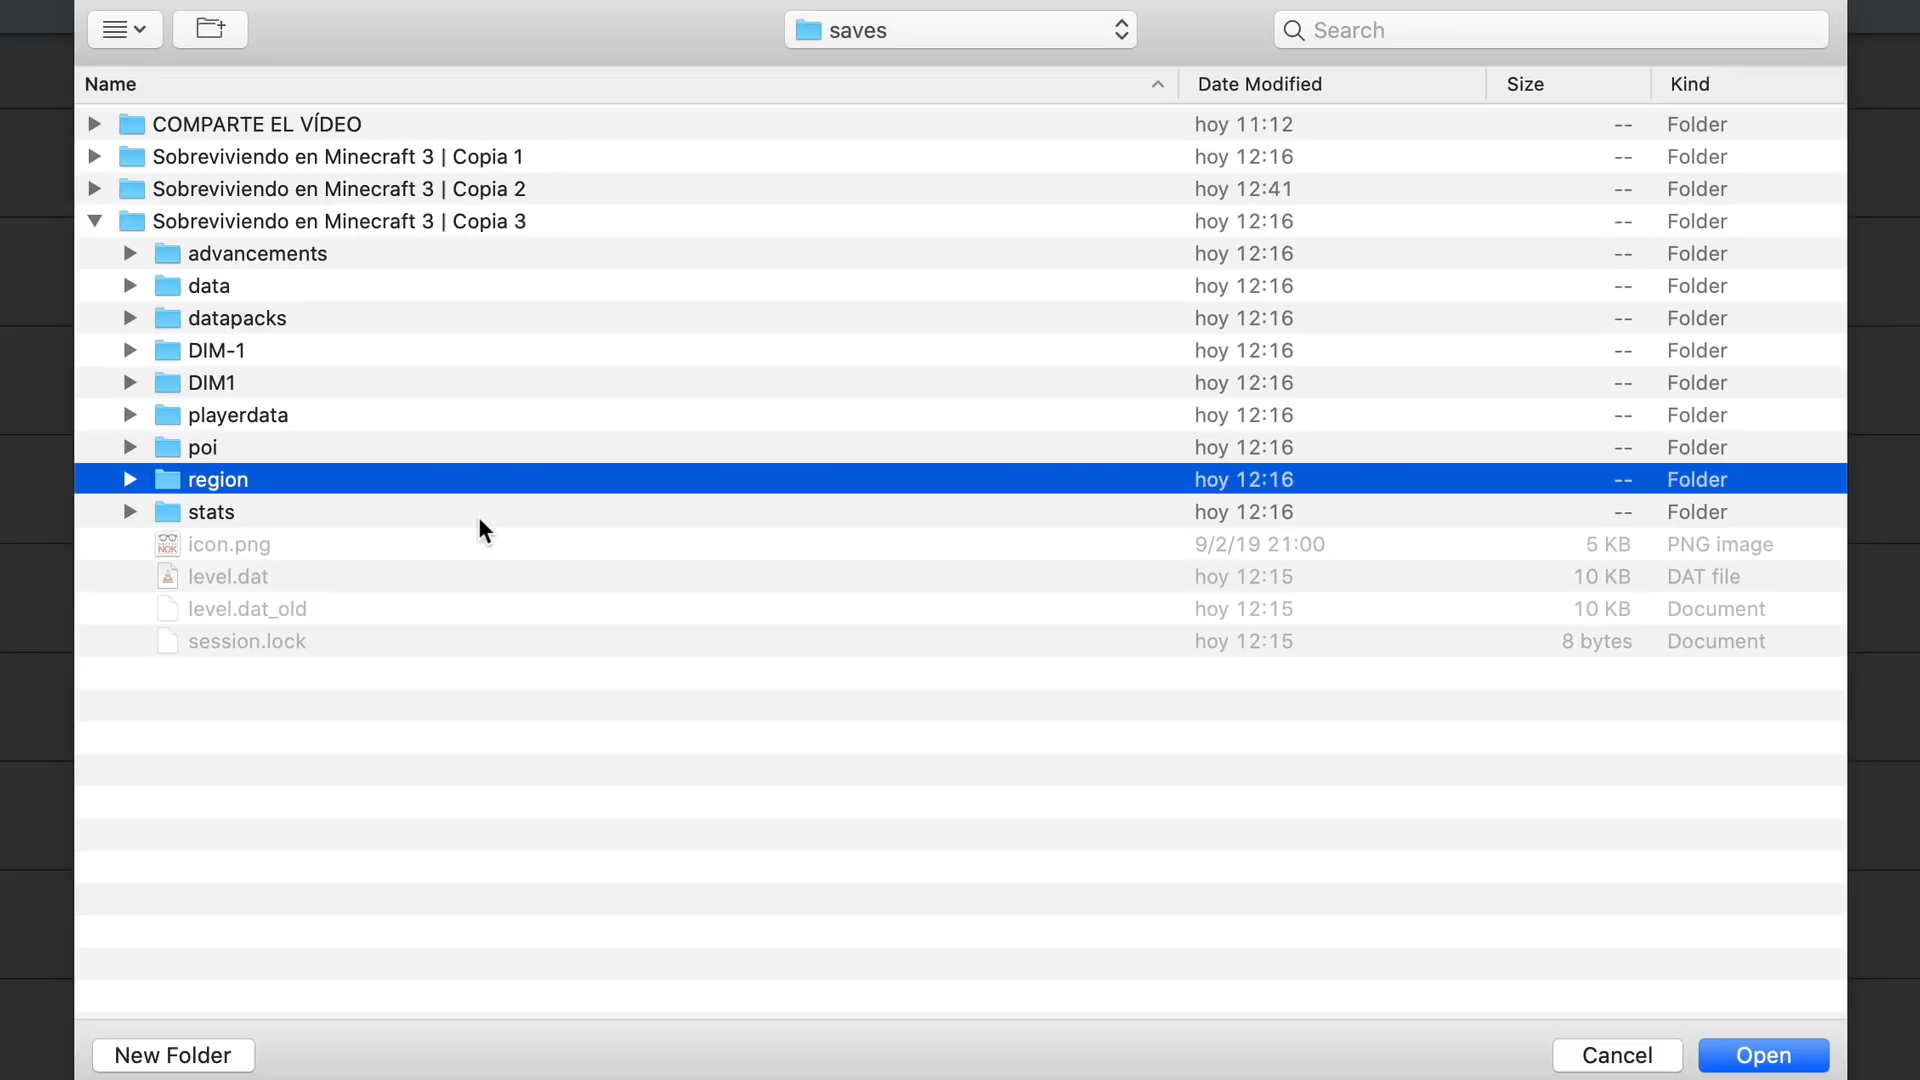 saves
Search
Name Date Modified Size Kind
COMPARTE EL VÍDEO hoy 11:12 -- Folder
Sobreviviendo en Minecraft 3 | Copia 1 hoy 12:16 -- Folder
Sobreviviendo en Minecraft 3 | Copia 2 hoy 12:41 -- Folder
Sobreviviendo en Minecraft 3 | Copia 3 hoy 12:16 -- Folder
advancements hoy 12:16 -- Folder
data hoy 12:16 -- Folder
datapacks hoy 12:16 -- Folder
DIM-1 hoy 12:16 -- Folder
DIM1 hoy 12:16 -- Folder
playerdata hoy 12:16 -- Folder
poi hoy 12:16 -- Folder
region hoy 12:16 -- Folder
stats hoy 12:16 -- Folder
NOK icon.png 9/2/19 21:00 5 KB PNG image
level.dat hoy 12:15 10 KB DAT file
level.dat_old hoy 12:15 10 KB Document
session.lock hoy 12:15 8 bytes Document
New Folder Cancel Open